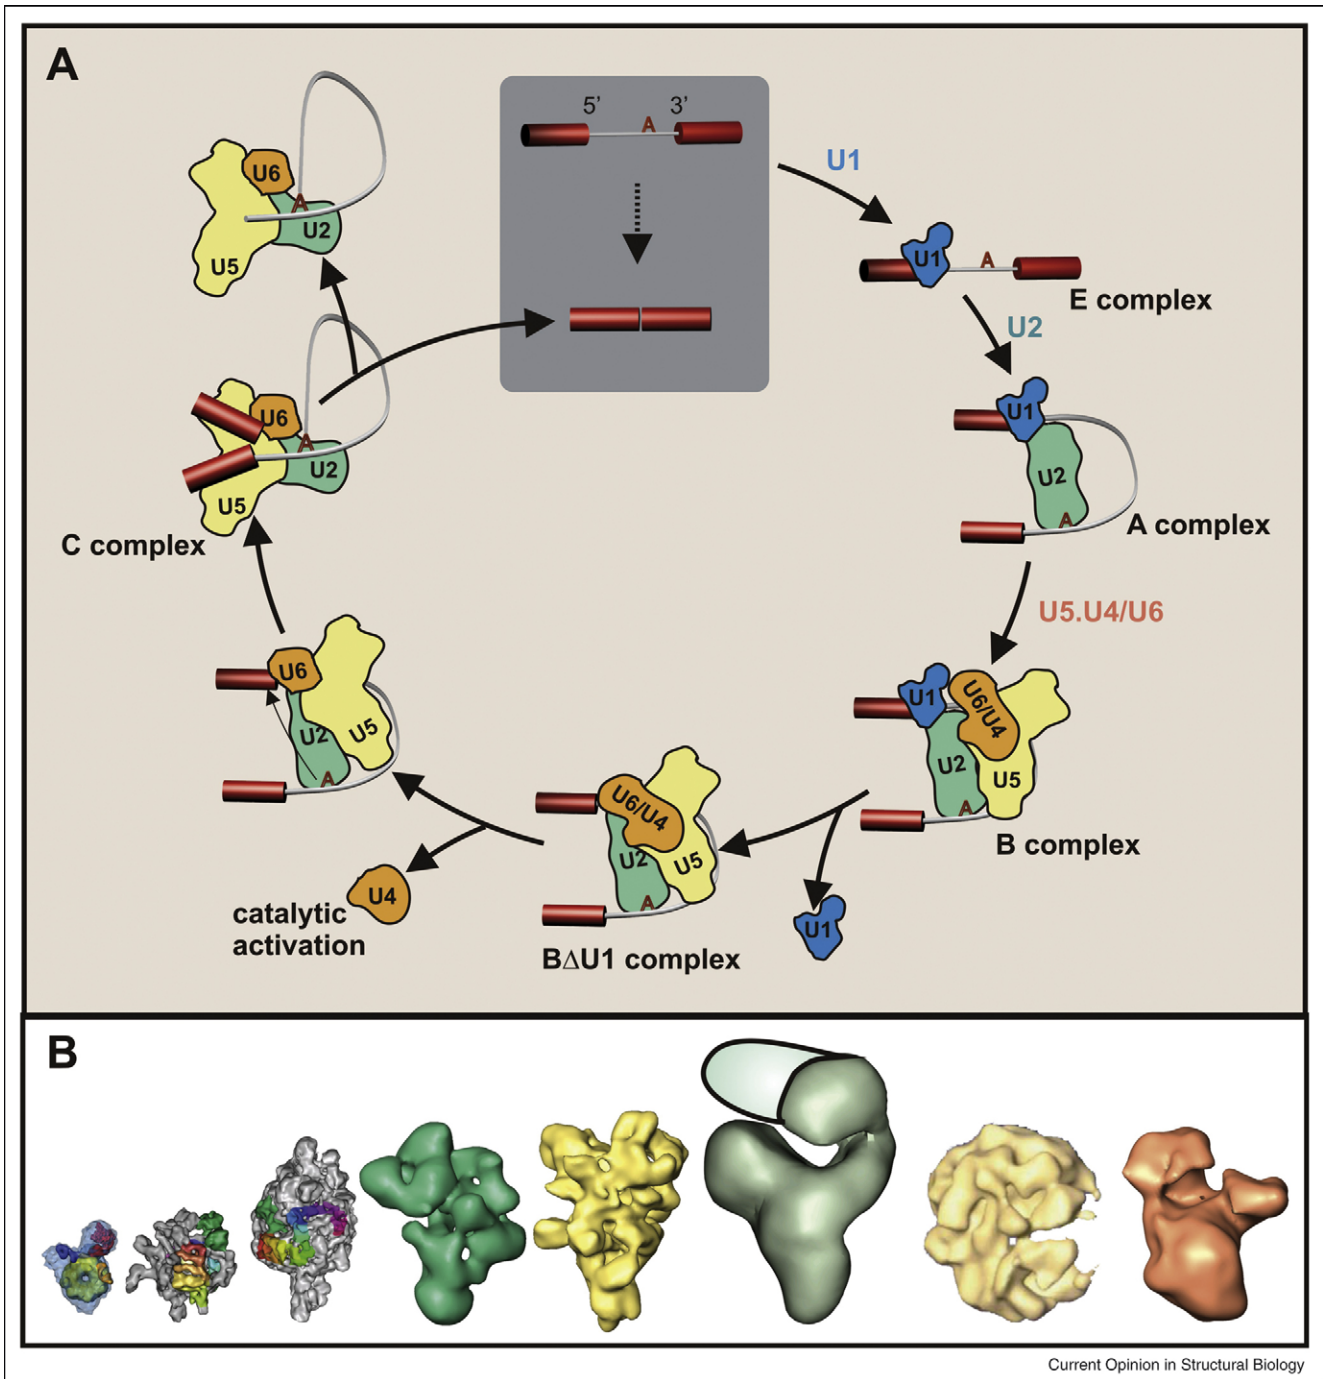 A
5’ 3’
A
U1
U1
A
E complex
U2
U1
U2
A
A complex
U5.U4/U6
U1
U6/U4
U2
U5
A
B complex
U1
U6/U4
U2
U5
A
B∆U1 complex
U4
catalytic
activation
U6
U2
U5
A
C complex
U6
A
U2
U5
U6
A
U2
U5
B
Current Opinion in Structural Biology